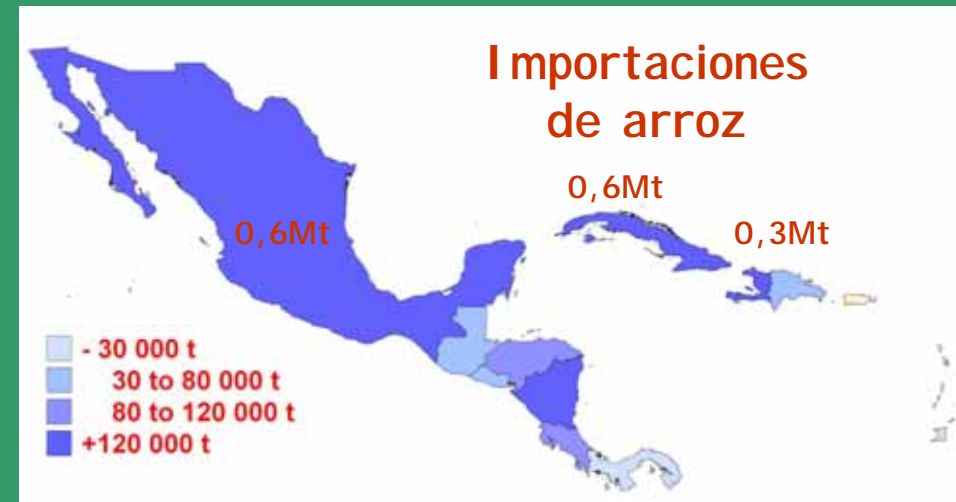 Importaciones
de arroz
0,6Mt
0,6Mt
0,3Mt
- 30 000 t
30 to 80 000 t
80 to 120 000 t
+120 000 t